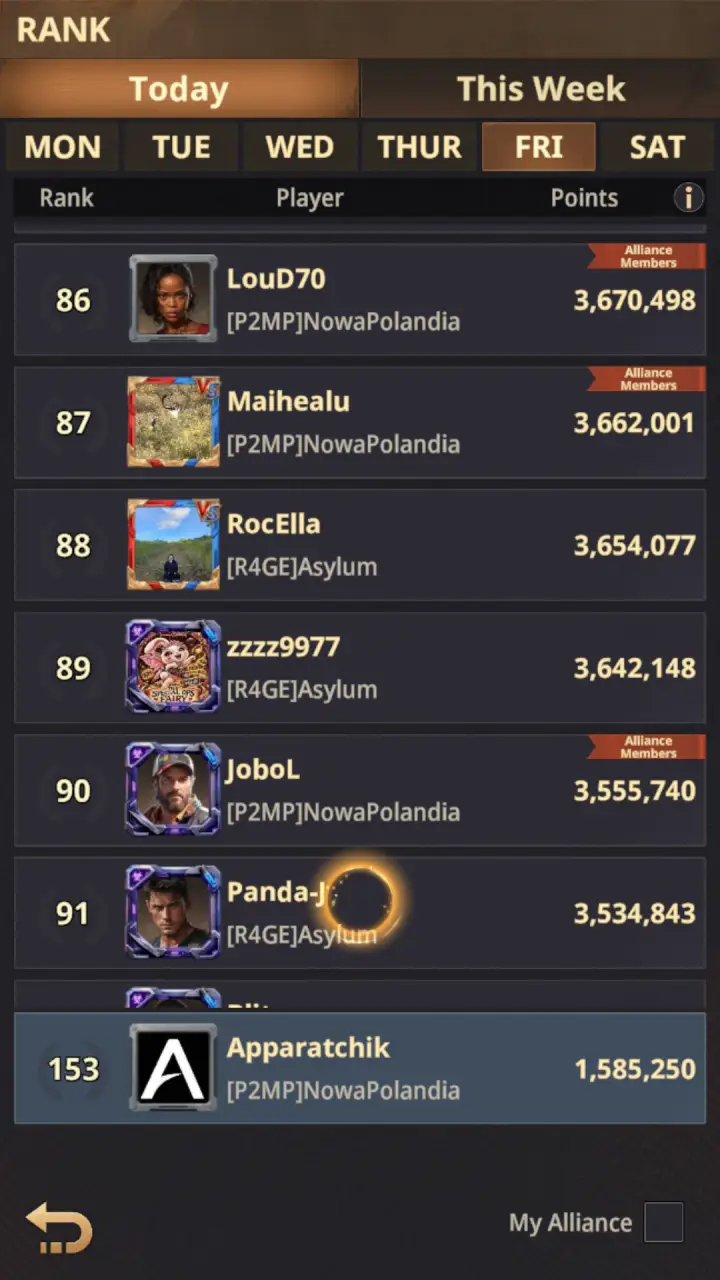 RANK
Today
This Week
MON
TUE
WED
THUR
FRI
SAT
Rank
Player
Points
Alliance
Members
86
LouD70
[P2MP]NowaPolandia
3,670,498
Alliance
Members
87
Maihealu
[P2MP]NowaPolandia
3,662,001
88
RocElla
[R4GE]Asylum
3,654,077
89
zzzz9977
[R4GE]Asylum
3,642,148
Alliance
Members
90
JoboL
[P2MP]NowaPolandia
3,555,740
91
Panda-J
[R4GE]Asylum
3,534,843
153
Apparatchik
[P2MP]NowaPolandia
1,585,250
My Alliance